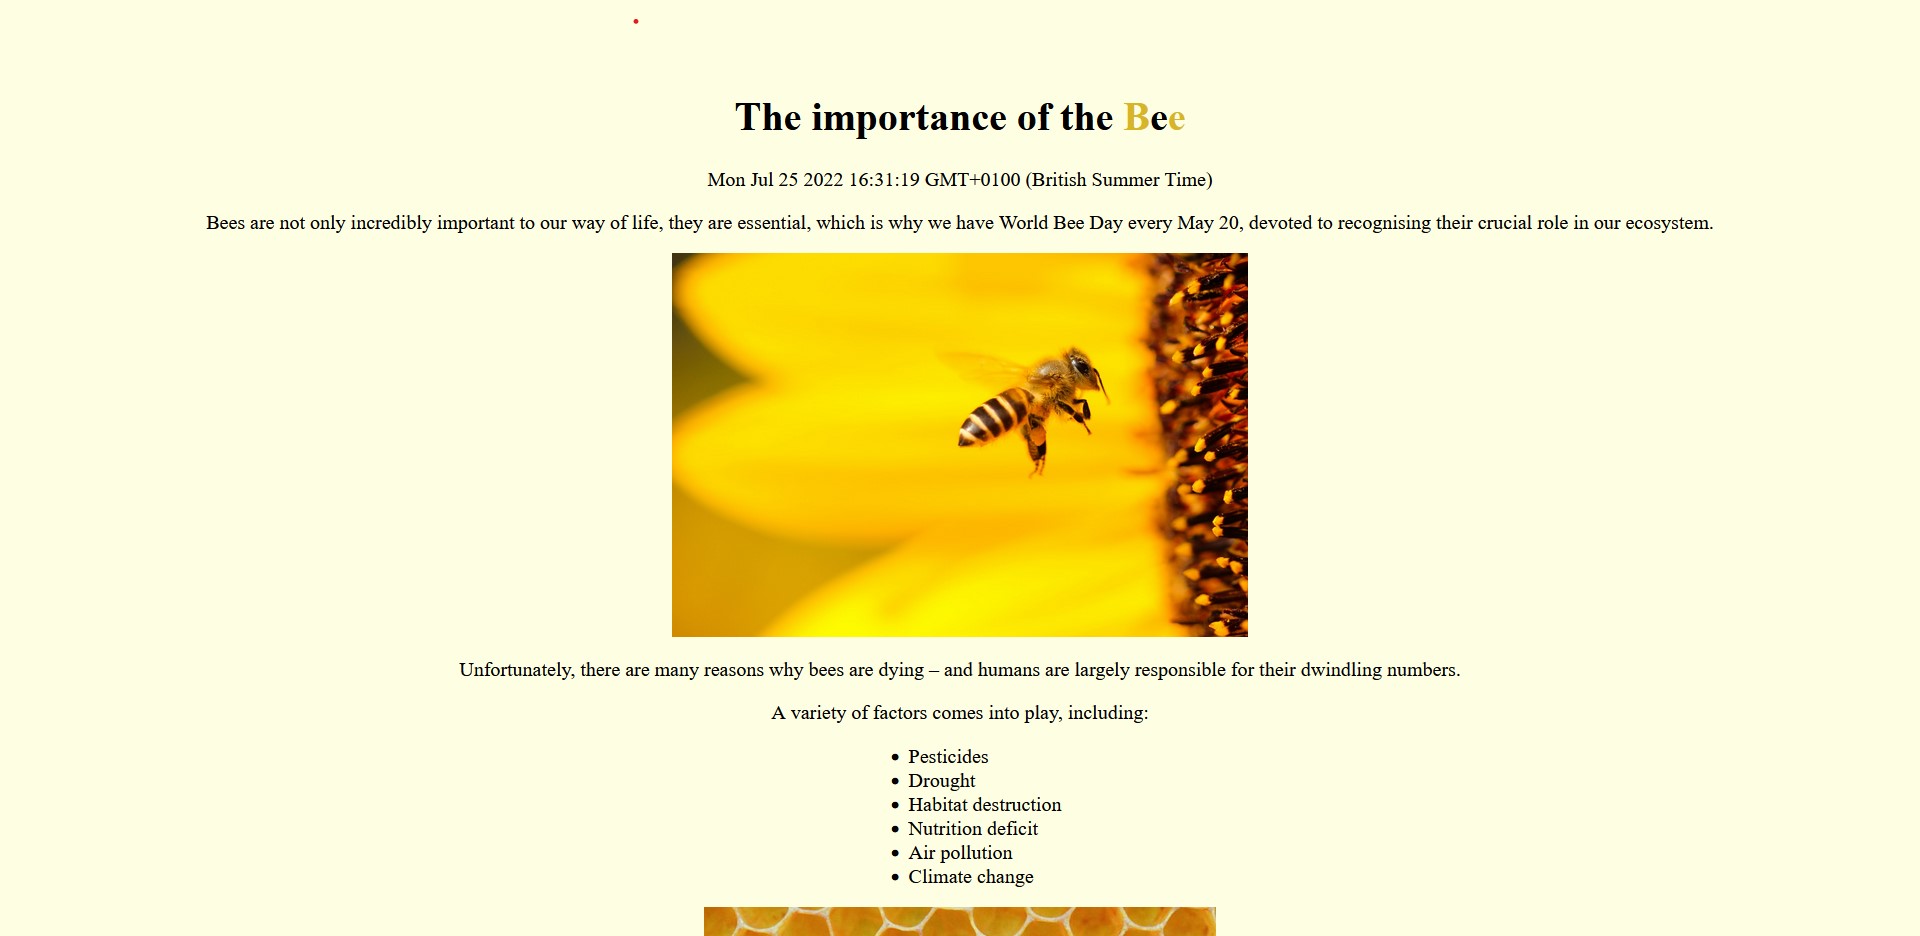 The importance of the Bee
Mon Jul 25 2022 16:31:19 GMT+0100 (British Summer Time)
Bees are not only incredibly important to our way of life, they are essential, which is why we have World Bee Day every May 20, devoted to recognising their crucial role in our ecosystem.
Unfortunately, there are many reasons why bees are dying – and humans are largely responsible for their dwindling numbers.
A variety of factors comes into play, including:
• Pesticides
• Drought
• Habitat destruction
• Nutrition deficit
• Air pollution
• Climate change